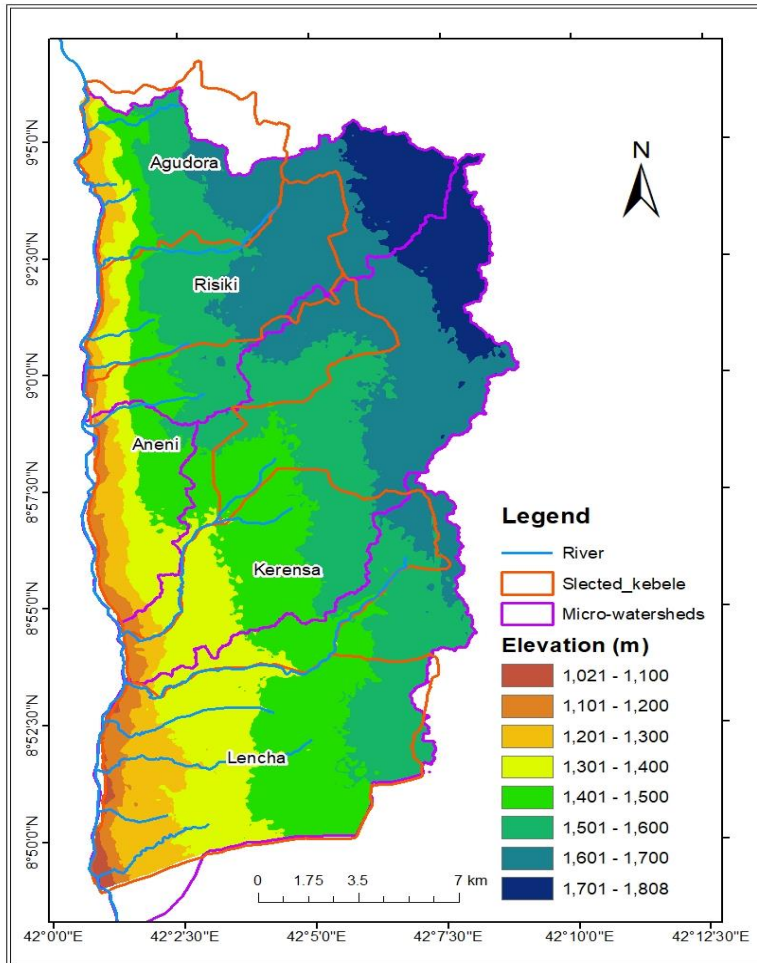 N
9°5'0"N
9°2'30"N
9°0'0"N
8°57'30"N
8°55'0"N
8°52'30"N
8°50'0"N
Agudora
Risiki
Aneni
Kerensa
Lencha
Legend
River
Slected_kebele
Micro-watersheds
Elevation (m)
1,021 - 1,100
1,101 - 1,200
1,201 - 1,300
1,301 - 1,400
1,401 - 1,500
1,501 - 1,600
1,601 - 1,700
1,701 - 1,808
0 1.75 3.5 7 km
42°0'0"E 42°2'30"E 42°5'0"E 42°7'30"E 42°10'0"E 42°12'30"E